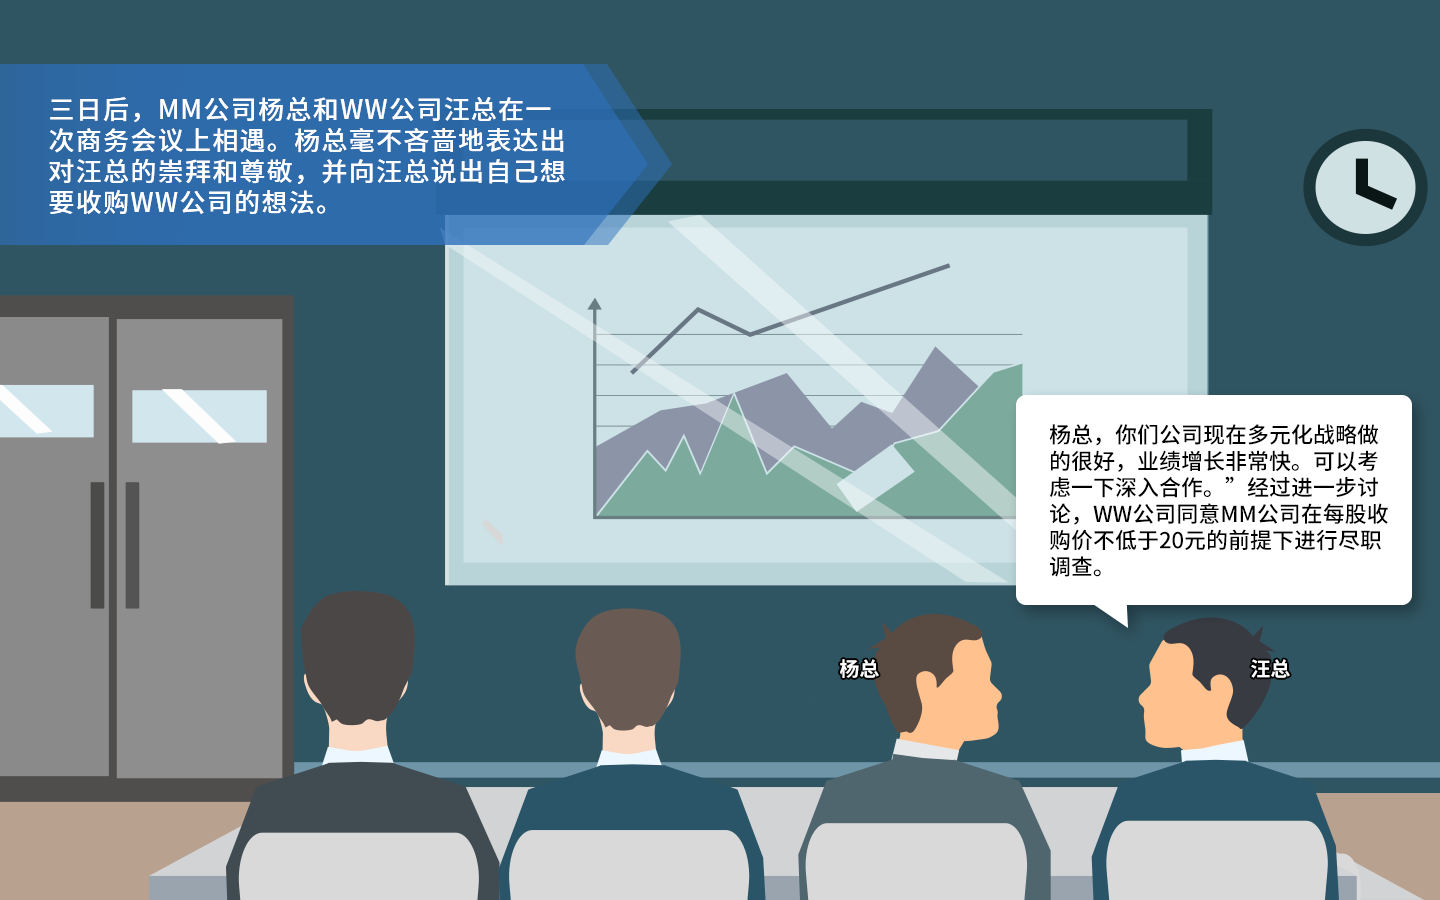 三日后，MM公司杨总和WW公司汪总在一
次商务会议上相遇。杨总毫不吝啬地表达出
对汪总的崇拜和尊敬，并向汪总说出自己想
要收购WW公司的想法。
杨总，你们公司现在多元化战略做
的很好，业绩增长非常快。可以考
虑一下深入合作。”经过进一步讨
论，WW公司同意MM公司在每股收
购价不低于20元的前提下进行尽职
调查。
杨总
汪总